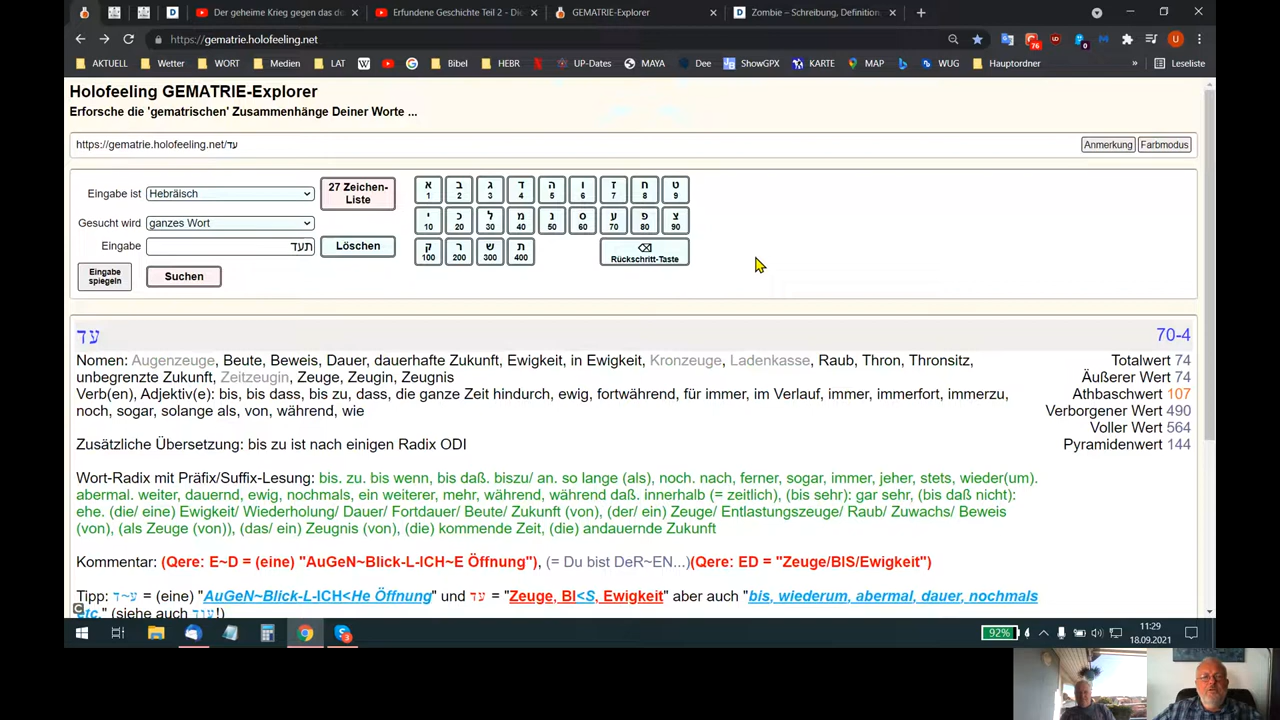 Der geheime Krieg gegen das de
Erfundene Geschichte Teil 2 - Die
GEMATRIE-Explorer
Zombie – Schreibung, Definition,
https://gematrie.holofeeling.net
76
0
U
AKTUELL Wetter WORT Medien LAT Bibel HEBR UP-Dates MAYA Dee ShowGPX KARTE MAP WUG Hauptordner » Leseliste
Holofeeling GEMATRIE-Explorer
Erforsche die 'gematrischen' Zusammenhänge Deiner Worte ...
https://gematrie.holofeeling.net/עד
Anmerkung Farbmodus
Eingabe ist Hebräisch
27 Zeichen-Liste
Gesucht wird ganzes Wort
Eingabe תעד
Löschen
Eingabe spiegeln
Suchen
א ב ג ד ה ו ז ח ט
1 2 3 4 5 6 7 8 9
י כ ל מ נ ס ע פ צ
10 20 30 40 50 60 70 80 90
ק ר ש ת ⌫
100 200 300 400 Rückschritt-Taste
עד 70-4
Nomen: Augenzeuge, Beute, Beweis, Dauer, dauerhafte Zukunft, Ewigkeit, in Ewigkeit, Kronzeuge, Ladenkasse, Raub, Thron, Thronsitz,
unbegrenzte Zukunft, Zeitzeugin, Zeuge, Zeugin, Zeugnis
Verb(en), Adjektiv(e): bis, bis dass, bis zu, dass, die ganze Zeit hindurch, ewig, fortwährend, für immer, im Verlauf, immer, immerfort, immerzu,
noch, sogar, solange als, von, während, wie
Totalwert 74
Äußerer Wert 74
Athbaschwert 107
Verborgener Wert 490
Voller Wert 564
Pyramidenwert 144
Zusätzliche Übersetzung: bis zu ist nach einigen Radix ODI
Wort-Radix mit Präfix/Suffix-Lesung: bis. zu. bis wenn, bis daß. biszu/ an. so lange (als), noch. nach, ferner, sogar, immer, jeher, stets, wieder(um).
abermal. weiter, dauernd, ewig, nochmals, ein weiterer, mehr, während, während daß. innerhalb (= zeitlich), (bis sehr): gar sehr, (bis daß nicht):
ehe. (die/ eine) Ewigkeit/ Wiederholung/ Dauer/ Fortdauer/ Beute/ Zukunft (von), (der/ ein) Zeuge/ Entlastungszeuge/ Raub/ Zuwachs/ Beweis
(von), (als Zeuge (von)), (das/ ein) Zeugnis (von), (die) kommende Zeit, (die) andauernde Zukunft
Kommentar: (Qere: E~D = (eine) "AuGeN~Blick-L-ICH~E Öffnung"), (= Du bist DeR~EN...)(Qere: ED = "Zeuge/BIS/Ewigkeit")
Tipp: ע~ד = (eine) "AuGeN~Blick-L-ICH<He Öffnung" und עד = "Zeuge, BI<S, Ewigkeit" aber auch "bis, wiederum, abermal, dauer, nochmals
etc." (siehe auch עוד!)
92%
11:29
18.09.2021